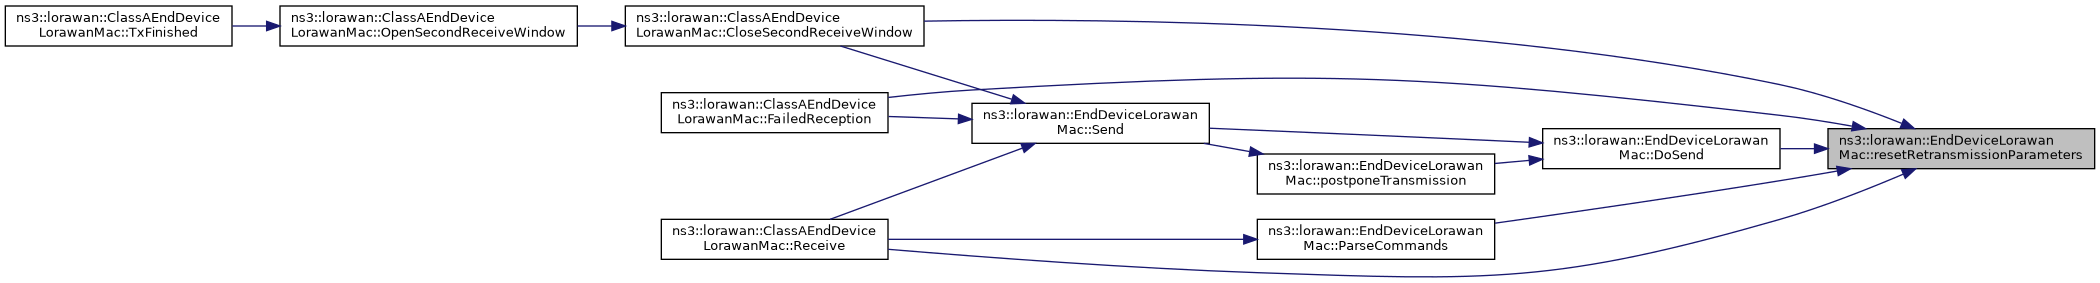 ns3::lorawan::ClassAEndDevice
LorawanMac::TxFinished
ns3::lorawan::ClassAEndDevice
LorawanMac::OpenSecondReceiveWindow
ns3::lorawan::ClassAEndDevice
LorawanMac::CloseSecondReceiveWindow
ns3::lorawan::ClassAEndDevice
LorawanMac::FailedReception
ns3::lorawan::EndDeviceLorawan
Mac::Send
ns3::lorawan::EndDeviceLorawan
Mac::DoSend
ns3::lorawan::EndDeviceLorawan
Mac::resetRetransmissionParameters
ns3::lorawan::EndDeviceLorawan
Mac::postponeTransmission
ns3::lorawan::ClassAEndDevice
LorawanMac::Receive
ns3::lorawan::EndDeviceLorawan
Mac::ParseCommands